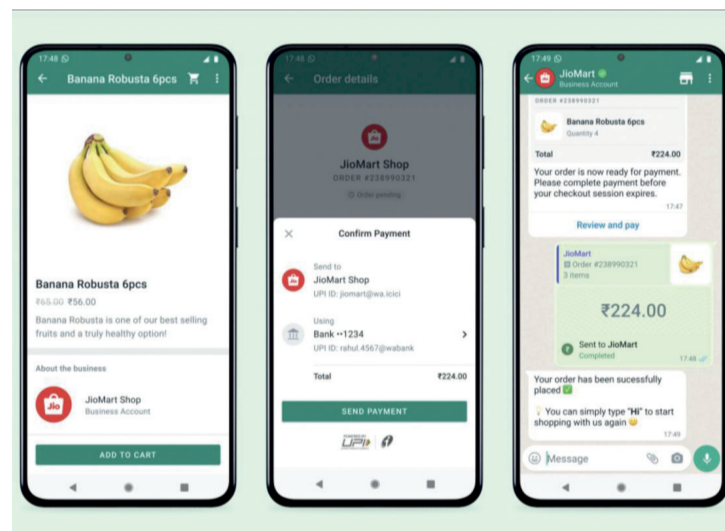 17:48
Banana Robusta 6pcs
Banana Robusta 6pcs
₹65.00 ₹56.00
Banana Robusta is one of our best selling
fruits and a truly healthy option!
About the business
Jio
JioMart Shop
Business Account
ADD TO CART
17:48
Order details
Jio
JioMart Shop
ORDER #238990321
Order pending
Confirm Payment
Send to
JioMart Shop
UPI ID: jiomart@wa.icici
Using
Bank ••1234
UPI ID: rahul.4567@wabank
Total ₹224.00
SEND PAYMENT
POWERED BY
UPI
17:49
JioMart
Business Account
ORDER #238990321
Banana Robusta 6pcs
Quantity 4
Total ₹224.00
Your order is now ready for payment.
Please complete payment before
your checkout session expires.
17:47
Review and pay
JioMart
Order #238990321
3 items
₹224.00
Sent to JioMart
Completed
17:48
Your order has been sucessfully
placed ✅
💡 You can simply type "Hi" to start
shopping with us again 😊
17:49
Message